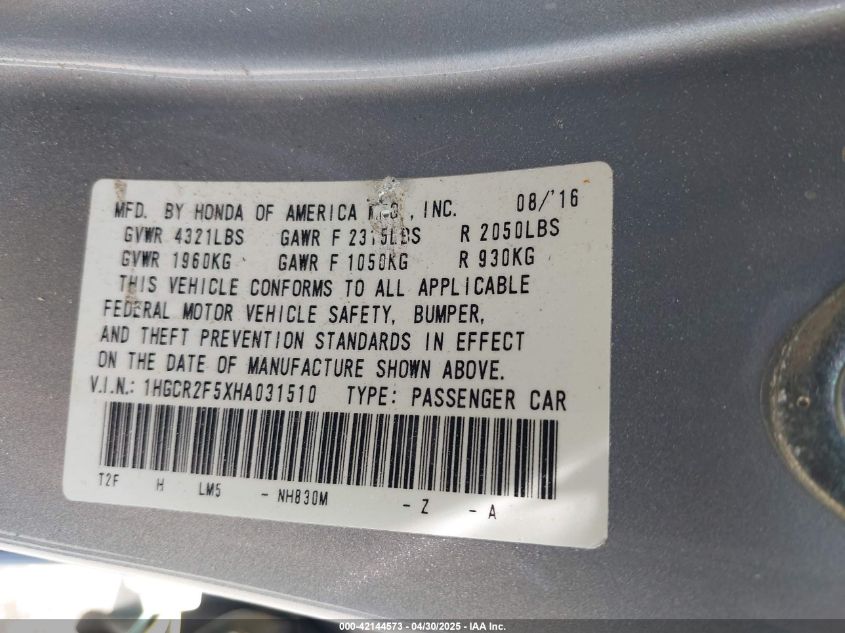 MFD. BY HONDA OF AMERICA , INC. 08/'16
GVWR 4321LBS GAWR F 2315LBS R 2050LBS
GVWR 1960KG GAWR F 1050KG R 930KG
THIS VEHICLE CONFORMS TO ALL APPLICABLE
FEDERAL MOTOR VEHICLE SAFETY, BUMPER,
AND THEFT PREVENTION STANDARDS IN EFFECT
ON THE DATE OF MANUFACTURE SHOWN ABOVE.
V.I.N.: 1HGCR2F5XHA031510 TYPE: PASSENGER CAR
T2F H LM5 - NH830M - Z - A
000-42144573 — 04/30/2025 — IAA Inc.